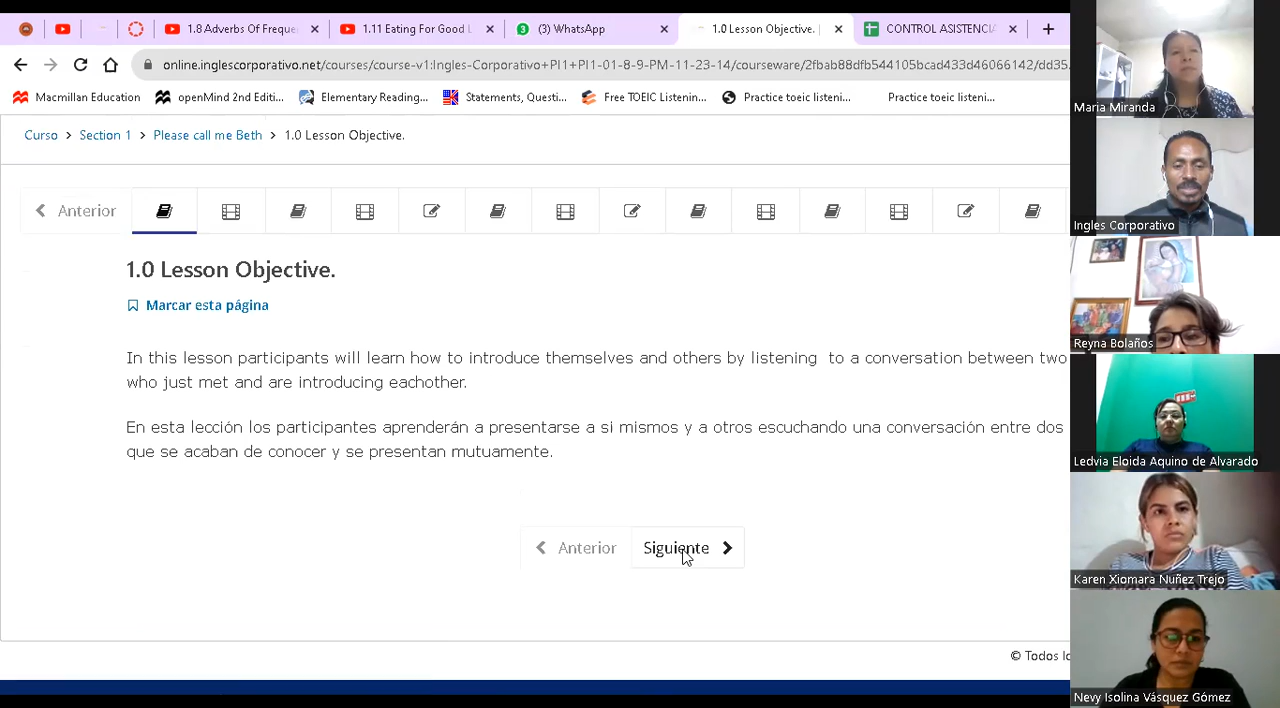 1.8 Adverbs Of Freque
1.11 Eating For Good L
3
(3) WhatsApp
1.0 Lesson Objective.
CONTROL ASISTENCI
online.inglescorporativo.net/courses/course-v1:Ingles-Corporativo+PI1+PI1-01-8-9-PM-11-23-14/courseware/2fbab88dfb544105bcad433d46066142/dd35
Macmillan Education
openMind 2nd Editi...
Elementary Reading...
Statements, Questi...
Free TOEIC Listenin...
Practice toeic listeni...
Practice toeic listeni...
Curso > Section 1 > Please call me Beth > 1.0 Lesson Objective.
Anterior
1.0 Lesson Objective.
Marcar esta página
In this lesson participants will learn how to introduce themselves and others by listening to a conversation between two
who just met and are introducing eachother.
En esta lección los participantes aprenderán a presentarse a si mismos y a otros escuchando una conversación entre dos
que se acaban de conocer y se presentan mutuamente.
Anterior
Siguiente
© Todos lo
Maria Miranda
Ingles Corporativo
Reyna Bolaños
Ledvia Eloida Aquino de Alvarado
Karen Xiomara Nuñez Trejo
Nevy Isolina Vásquez Gómez